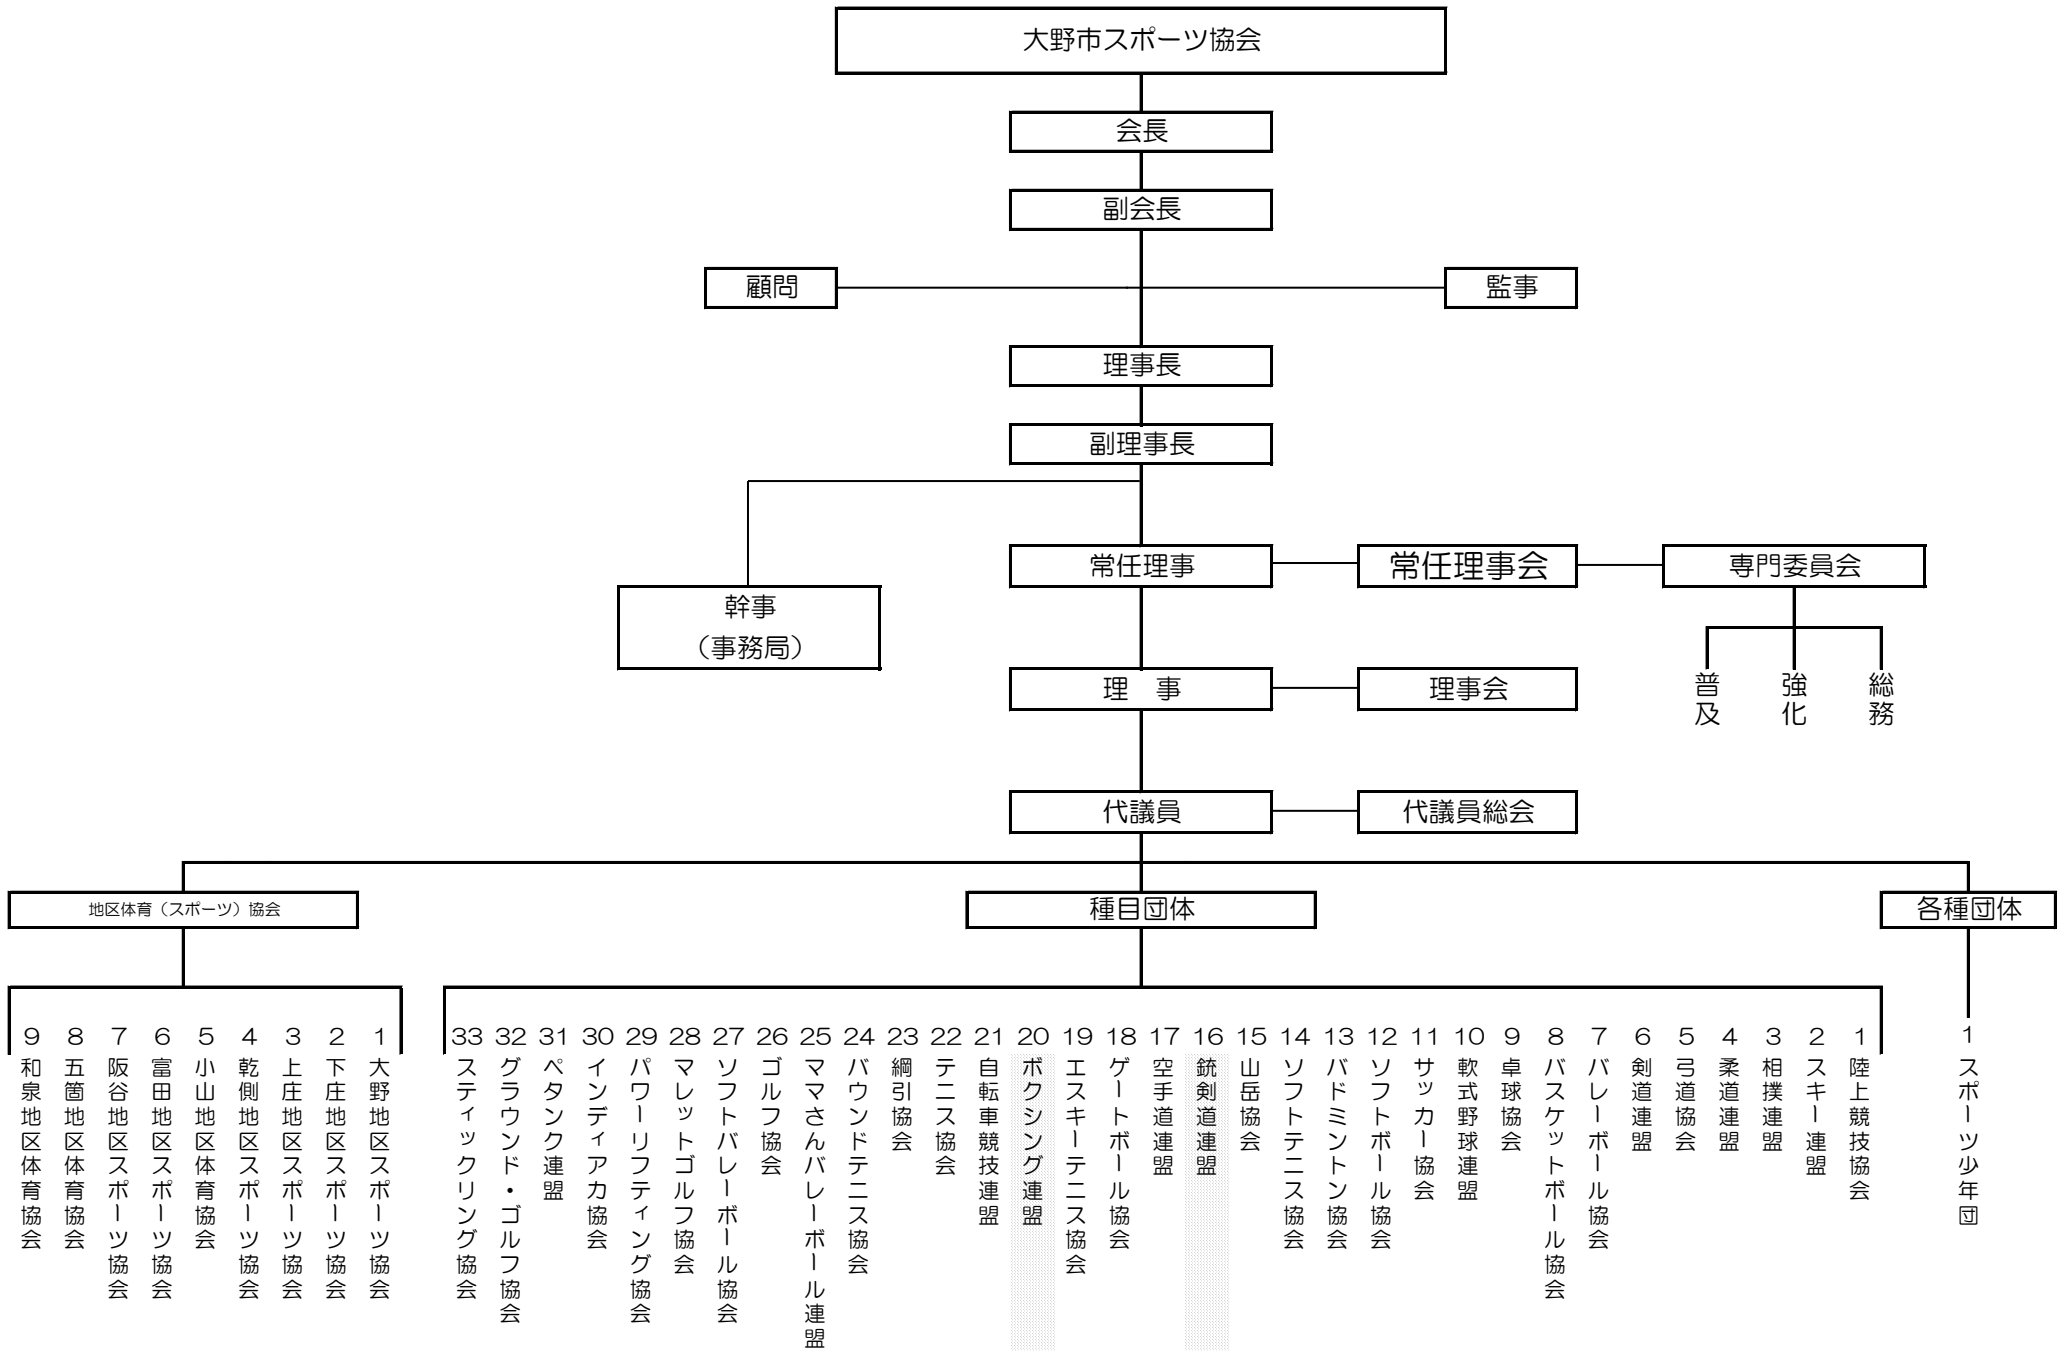 大野市スポーツ協会
会長
副会長
顧問
監事
理事長
副理事長
常任理事
常任理事会
専門委員会
幹事
（事務局）
普及
強化
総務
理　事
理事会
代議員
代議員総会
地区体育（スポーツ）協会
種目団体
各種団体
1 スポーツ少年団
1 陸上競技協会
2 スキー連盟
3 相撲連盟
4 柔道連盟
5 弓道協会
6 剣道連盟
7 バレーボール協会
8 バスケットボール協会
9 卓球協会
10 軟式野球連盟
11 サッカー協会
12 ソフトボール協会
13 バドミントン協会
14 ソフトテニス協会
15 山岳協会
16 銃剣道連盟
17 空手道連盟
18 ゲートボール協会
19 エスキーテニス協会
20 ボクシング連盟
21 自転車競技連盟
22 テニス協会
23 綱引協会
24 バウンドテニス協会
25 ママさんバレーボール連盟
26 ゴルフ協会
27 ソフトバレーボール協会
28 マレットゴルフ協会
29 パワーリフティング協会
30 インディアカ協会
31 ペタンク連盟
32 グラウンド・ゴルフ協会
33 スティックリング協会
1 大野地区スポーツ協会
2 下庄地区スポーツ協会
3 上庄地区スポーツ協会
4 乾側地区スポーツ協会
5 小山地区体育協会
6 富田地区スポーツ協会
7 阪谷地区スポーツ協会
8 五箇地区体育協会
9 和泉地区体育協会